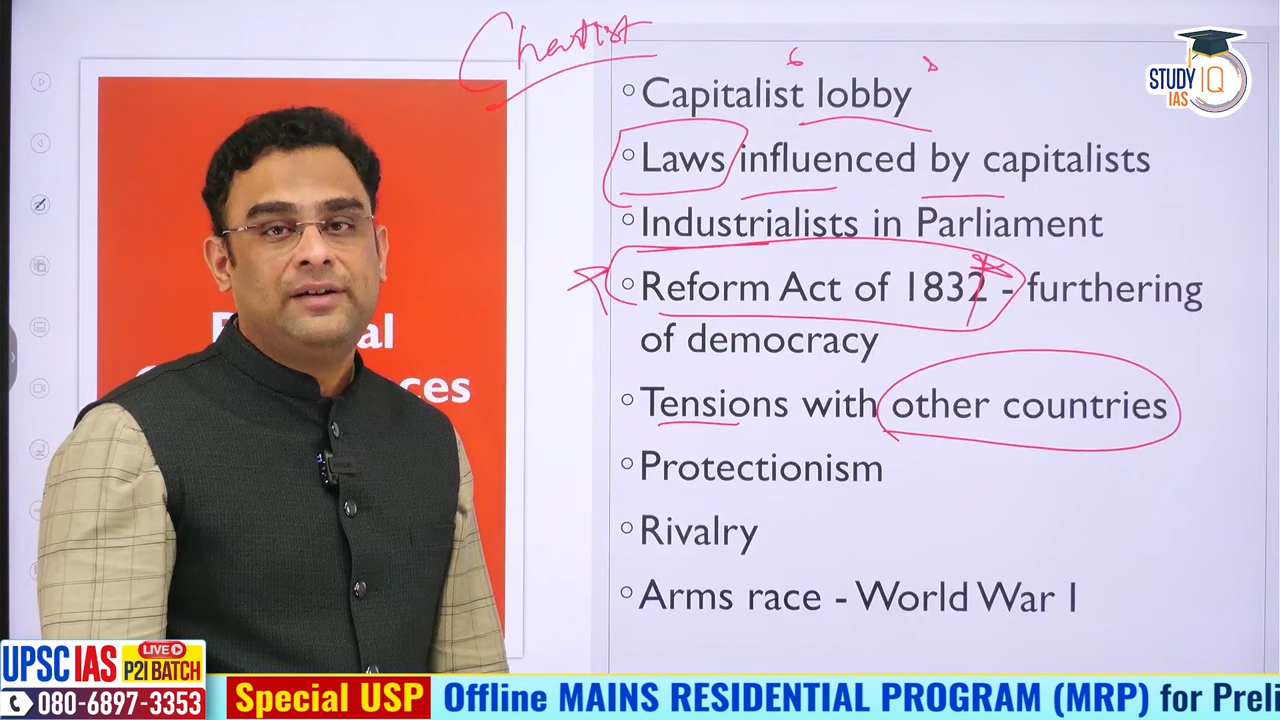 Chartist
STUDY IQ
IAS
Capitalist lobby
Laws influenced by capitalists
Industrialists in Parliament
Reform Act of 1832 - furthering
of democracy
Tensions with other countries
Protectionism
Rivalry
Arms race - World War I
al
ces
UPSC IAS
LIVE
P2I BATCH
080-6897-3353
Special USP
Offline MAINS RESIDENTIAL PROGRAM (MRP) for Preli